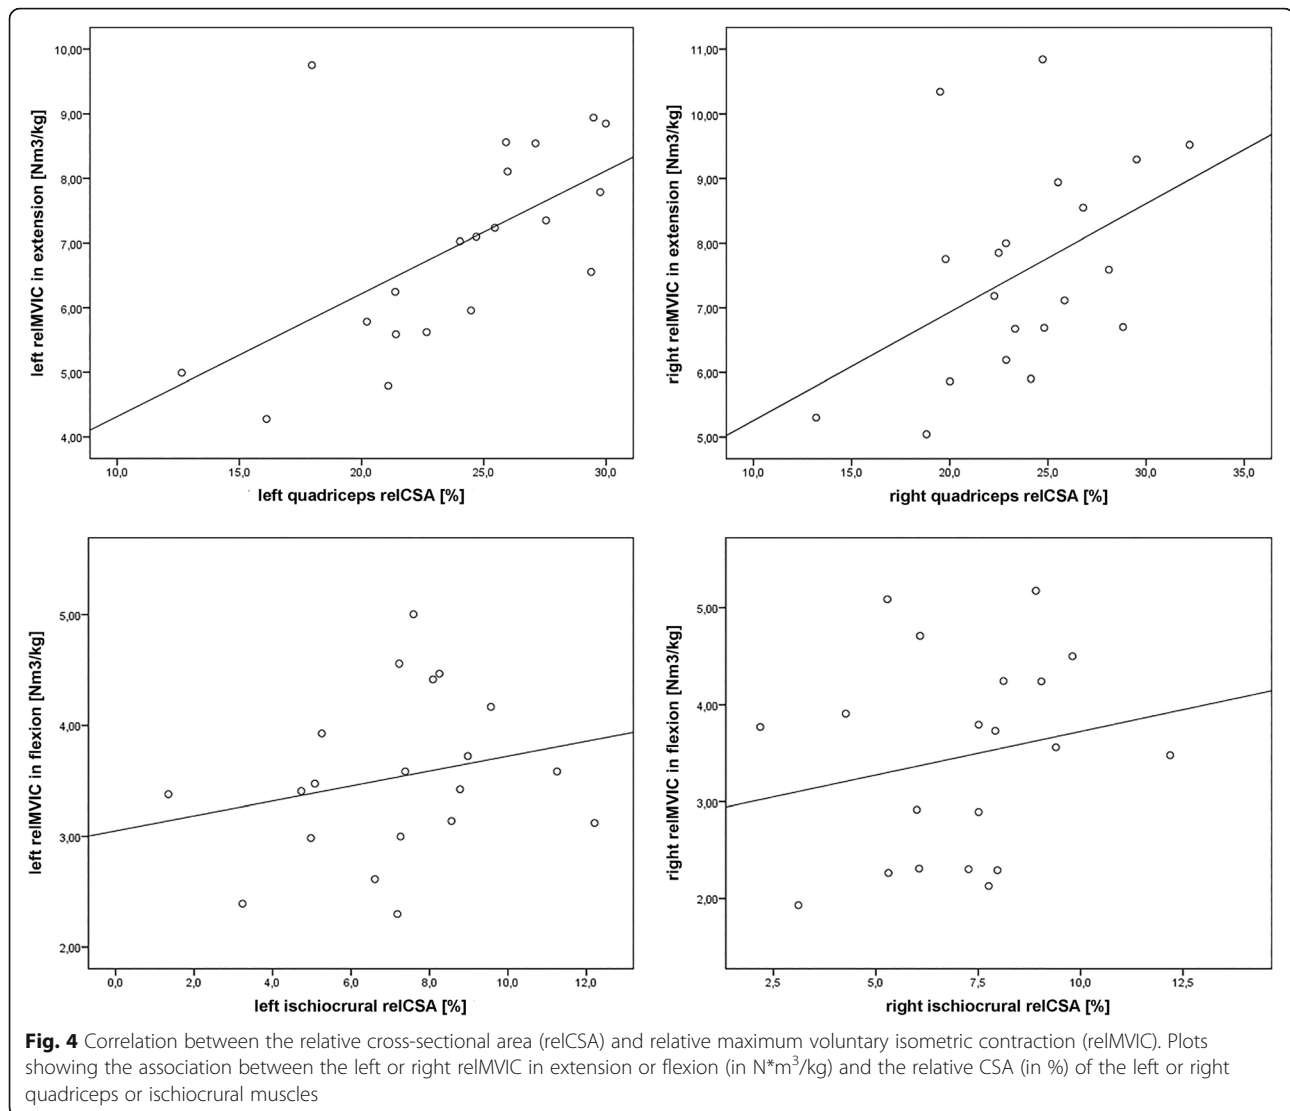 10,00
9,00
8,00
7,00
6,00
5,00
4,00
left relMVIC in extension [Nm3/kg]
10,0 15,0 20,0 25,0 30,0
left quadriceps relCSA [%]
11,00
10,00
9,00
8,00
7,00
6,00
5,00
right relMVIC in extension [Nm3/kg]
10,0 15,0 20,0 25,0 30,0 35,0
right quadriceps relCSA [%]
5,00
4,00
3,00
2,00
left relMVIC in flexion [Nm3/kg]
0,0 2,0 4,0 6,0 8,0 10,0 12,0
left ischiocrural relCSA [%]
5,00
4,00
3,00
2,00
right relMVIC in flexion [Nm3/kg]
2,5 5,0 7,5 10,0 12,5
right ischiocrural relCSA [%]
Fig. 4 Correlation between the relative cross-sectional area (relCSA) and relative maximum voluntary isometric contraction (relMVIC). Plots
showing the association between the left or right relMVIC in extension or flexion (in N*m³/kg) and the relative CSA (in %) of the left or right
quadriceps or ischiocrural muscles